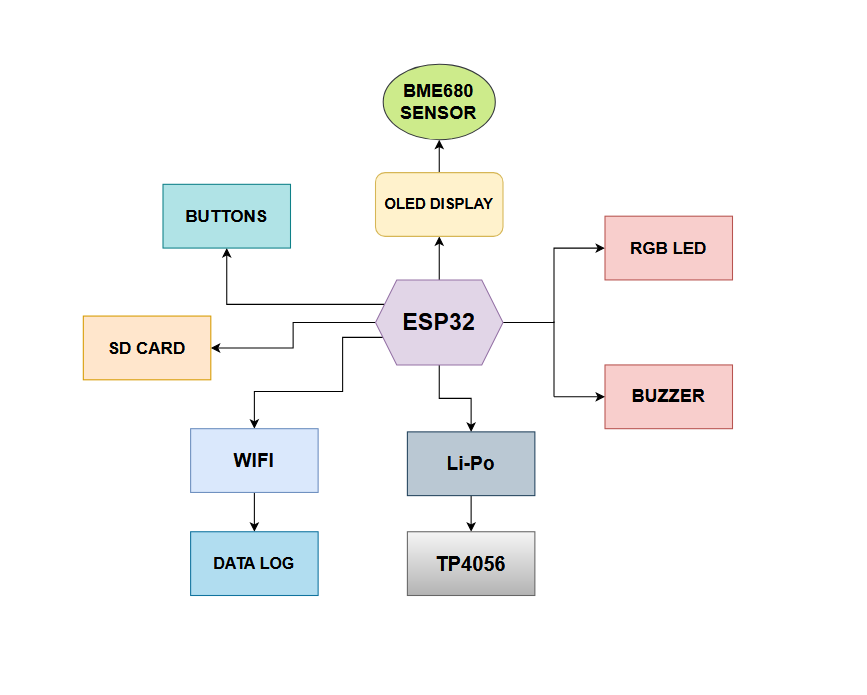 BME680
SENSOR
OLED DISPLAY
BUTTONS
RGB LED
ESP32
SD CARD
BUZZER
WIFI
Li-Po
DATA LOG
TP4056